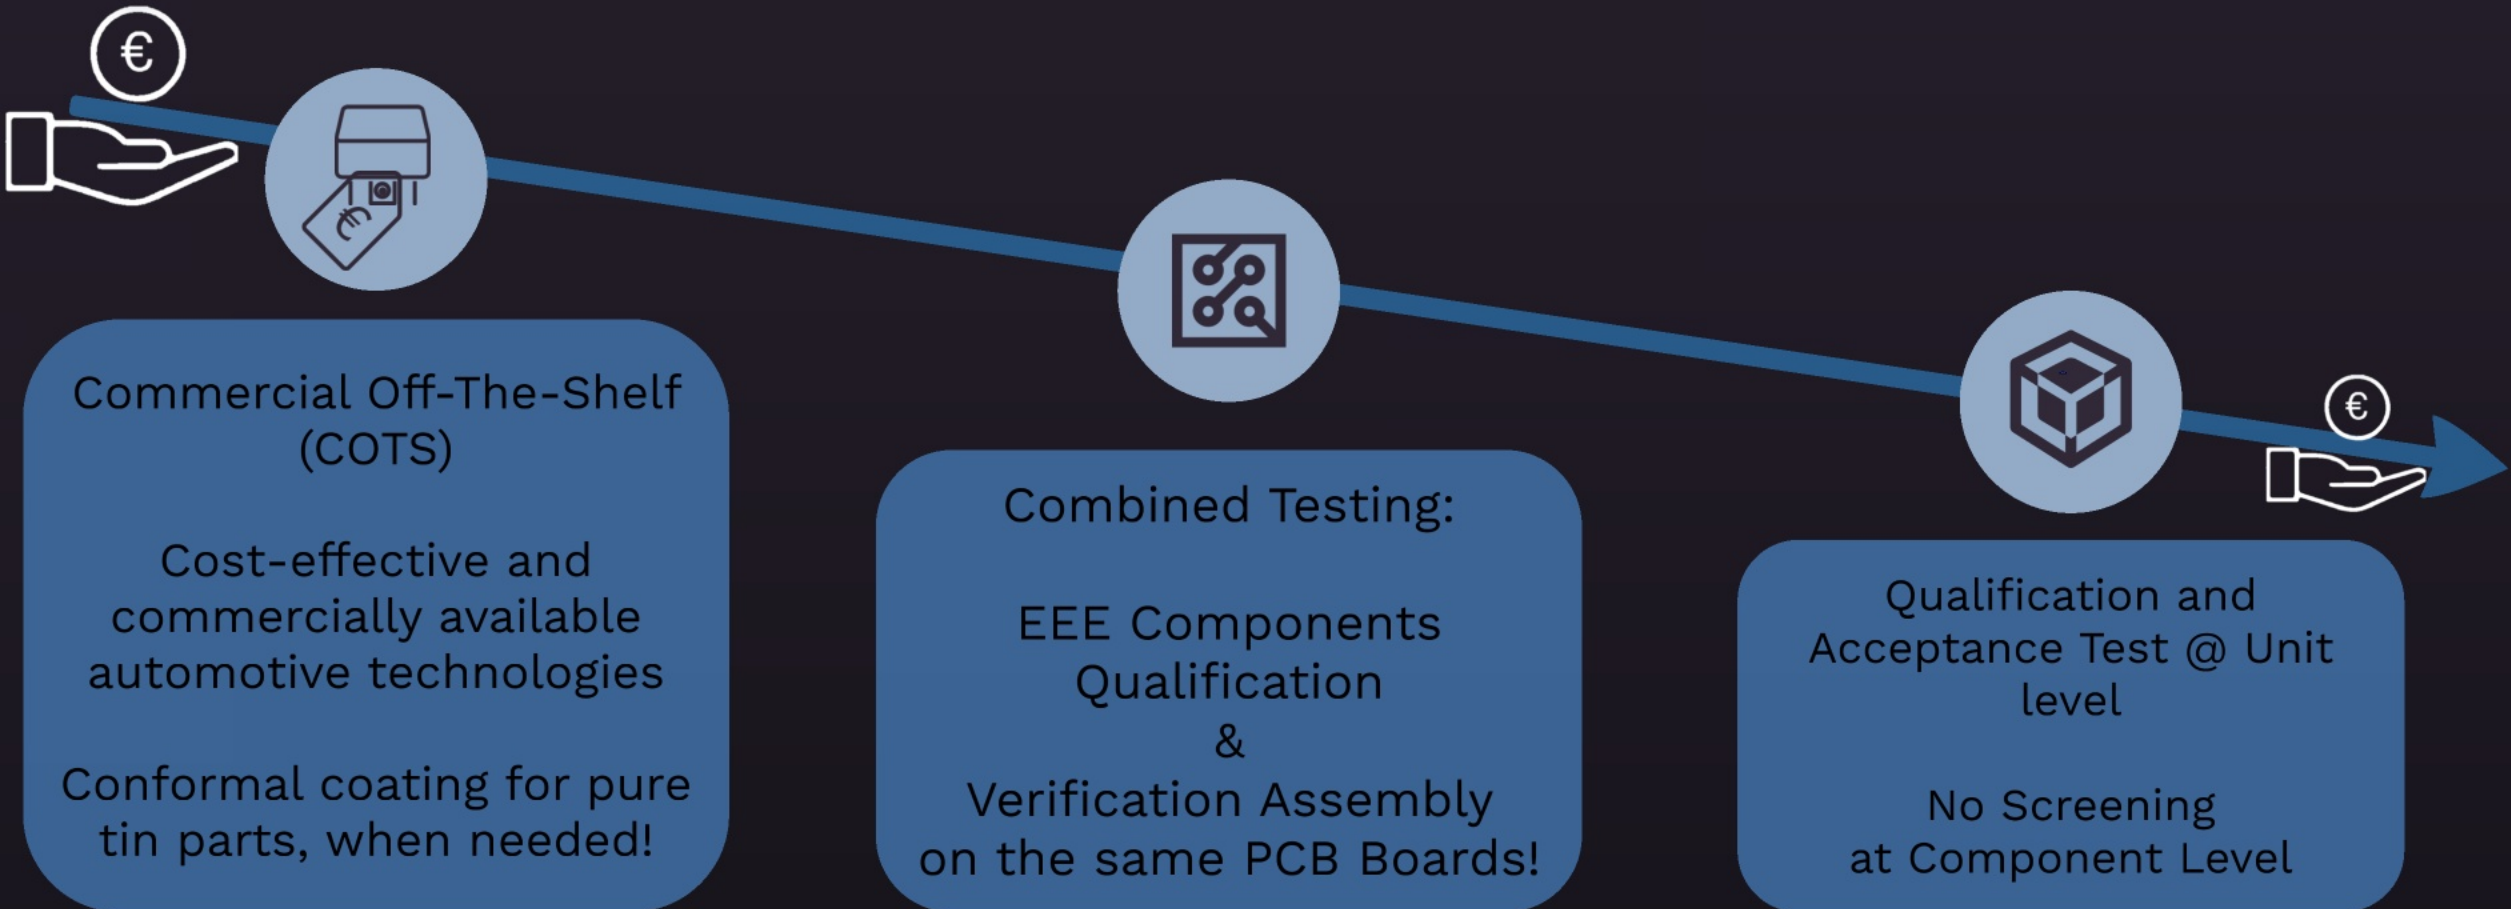 €
€
Commercial Off-The-Shelf
(COTS)
Cost-effective and
commercially available
automotive technologies
Conformal coating for pure
tin parts, when needed!
Combined Testing:
EEE Components
Qualification
&
Verification Assembly
on the same PCB Boards!
€
Qualification and
Acceptance Test @ Unit
level
No Screening
at Component Level